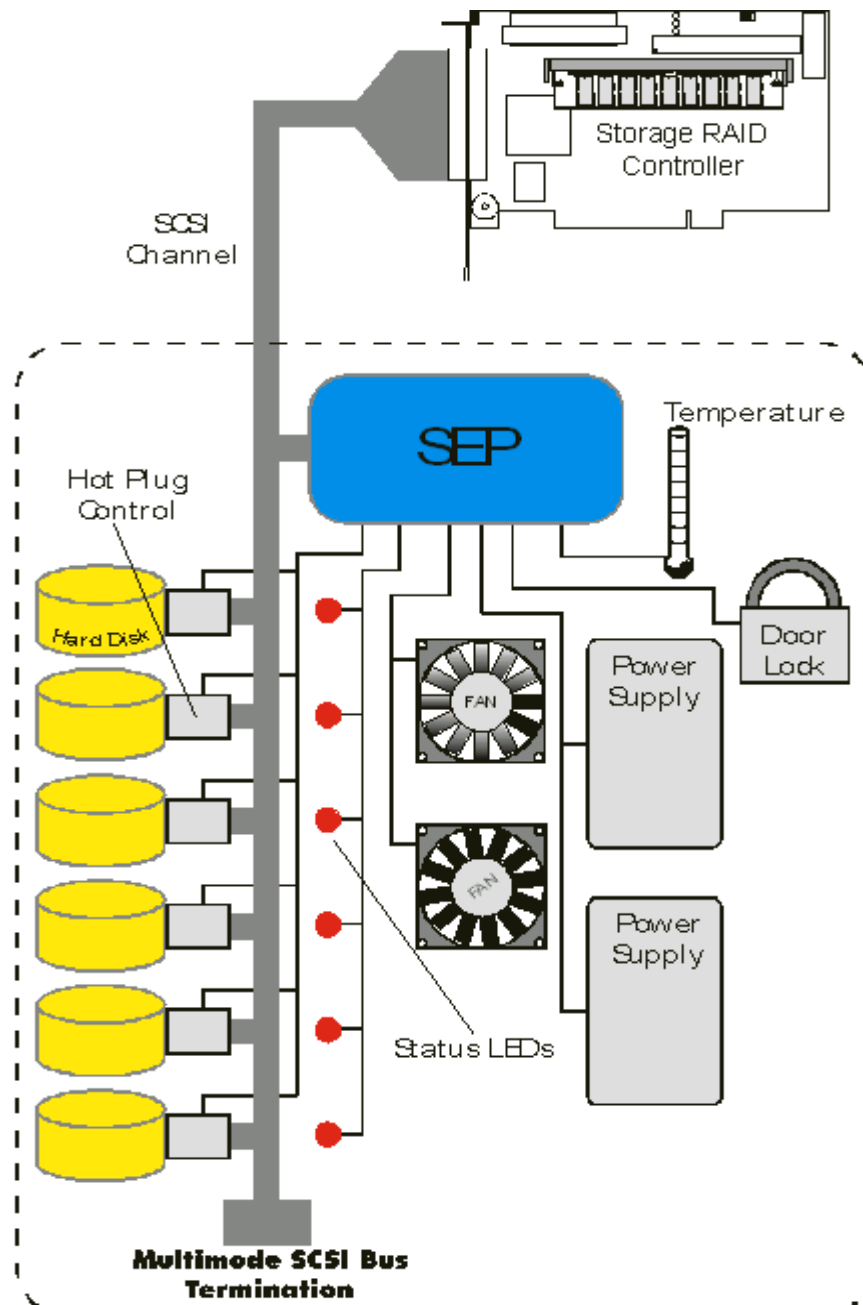 Storage RAID
Controller
SCSI
Channel
SEP
Temperature
Hot Plug
Control
Hard Disk
Door
Lock
FAN
Power
Supply
FAN
Power
Supply
Status LEDs
Multimode SCSI Bus
Termination